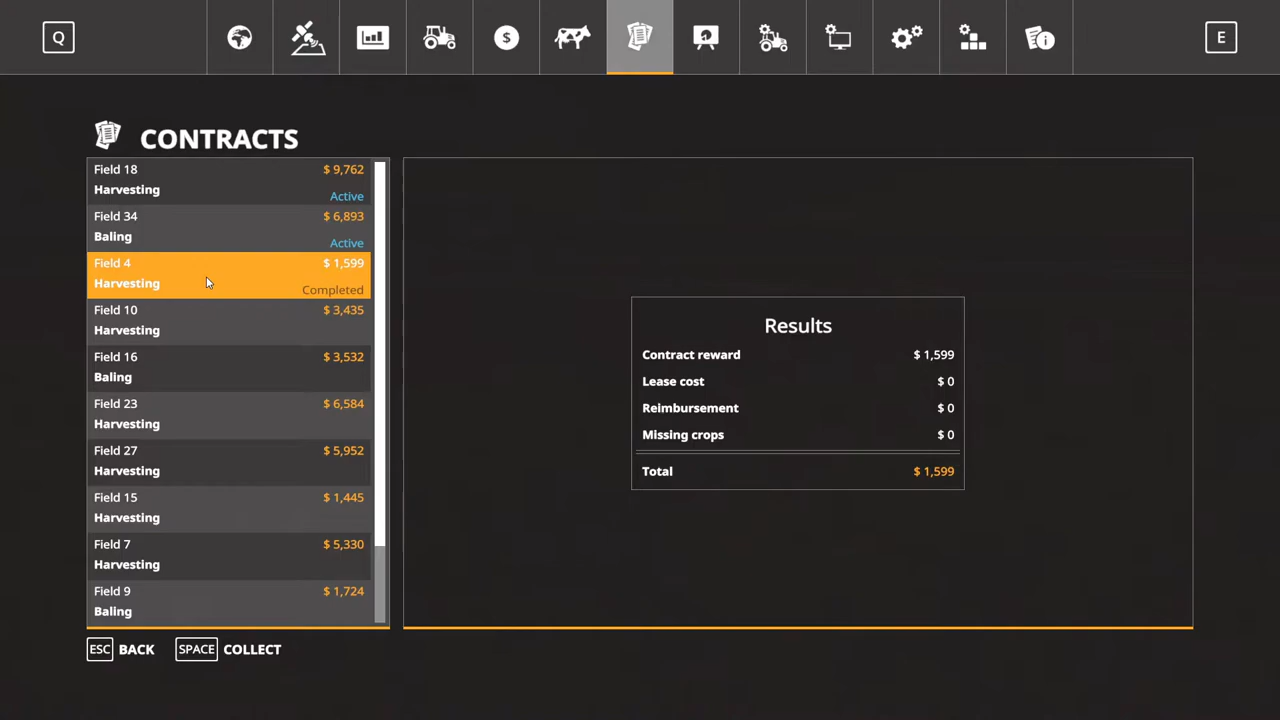 Q
$
E
CONTRACTS
Field 18 $ 9,762
Harvesting
Active
Field 34 $ 6,893
Baling
Active
Field 4 $ 1,599
Harvesting
Completed
Field 10 $ 3,435
Harvesting
Field 16 $ 3,532
Baling
Field 23 $ 6,584
Harvesting
Field 27 $ 5,952
Harvesting
Field 15 $ 1,445
Harvesting
Field 7 $ 5,330
Harvesting
Field 9 $ 1,724
Baling
Results
Contract reward $ 1,599
Lease cost $ 0
Reimbursement $ 0
Missing crops $ 0
Total $ 1,599
ESC BACK SPACE COLLECT